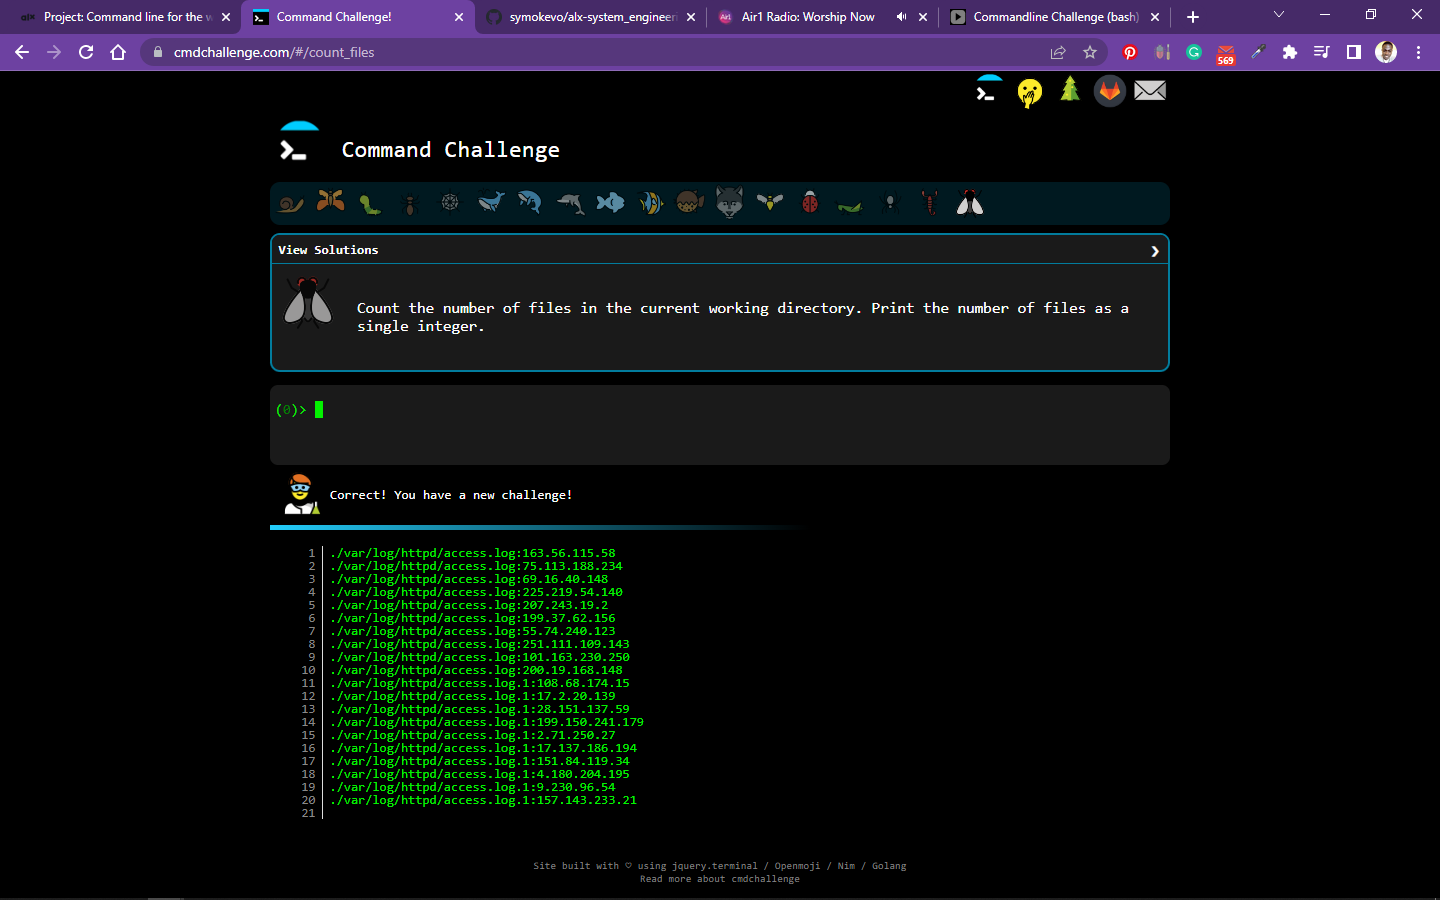 alx Project: Command line for the w
Command Challenge!
symokevo/alx-system_engineeri
Air1 Air1 Radio: Worship Now
Commandline Challenge (bash)
cmdchallenge.com/#/count_files
569
Command Challenge
View Solutions
Count the number of files in the current working directory. Print the number of files as a
single integer.
(0)>
Correct! You have a new challenge!
1 ./var/log/httpd/access.log:163.56.115.58
2 ./var/log/httpd/access.log:75.113.188.234
3 ./var/log/httpd/access.log:69.16.40.148
4 ./var/log/httpd/access.log:225.219.54.140
5 ./var/log/httpd/access.log:207.243.19.2
6 ./var/log/httpd/access.log:199.37.62.156
7 ./var/log/httpd/access.log:55.74.240.123
8 ./var/log/httpd/access.log:251.111.109.143
9 ./var/log/httpd/access.log:101.163.230.250
10 ./var/log/httpd/access.log:200.19.168.148
11 ./var/log/httpd/access.log.1:108.68.174.15
12 ./var/log/httpd/access.log.1:17.2.20.139
13 ./var/log/httpd/access.log.1:28.151.137.59
14 ./var/log/httpd/access.log.1:199.150.241.179
15 ./var/log/httpd/access.log.1:2.71.250.27
16 ./var/log/httpd/access.log.1:17.137.186.194
17 ./var/log/httpd/access.log.1:151.84.119.34
18 ./var/log/httpd/access.log.1:4.180.204.195
19 ./var/log/httpd/access.log.1:9.230.96.54
20 ./var/log/httpd/access.log.1:157.143.233.21
21
Site built with ♡ using jquery.terminal / Openmoji / Nim / Golang
Read more about cmdchallenge